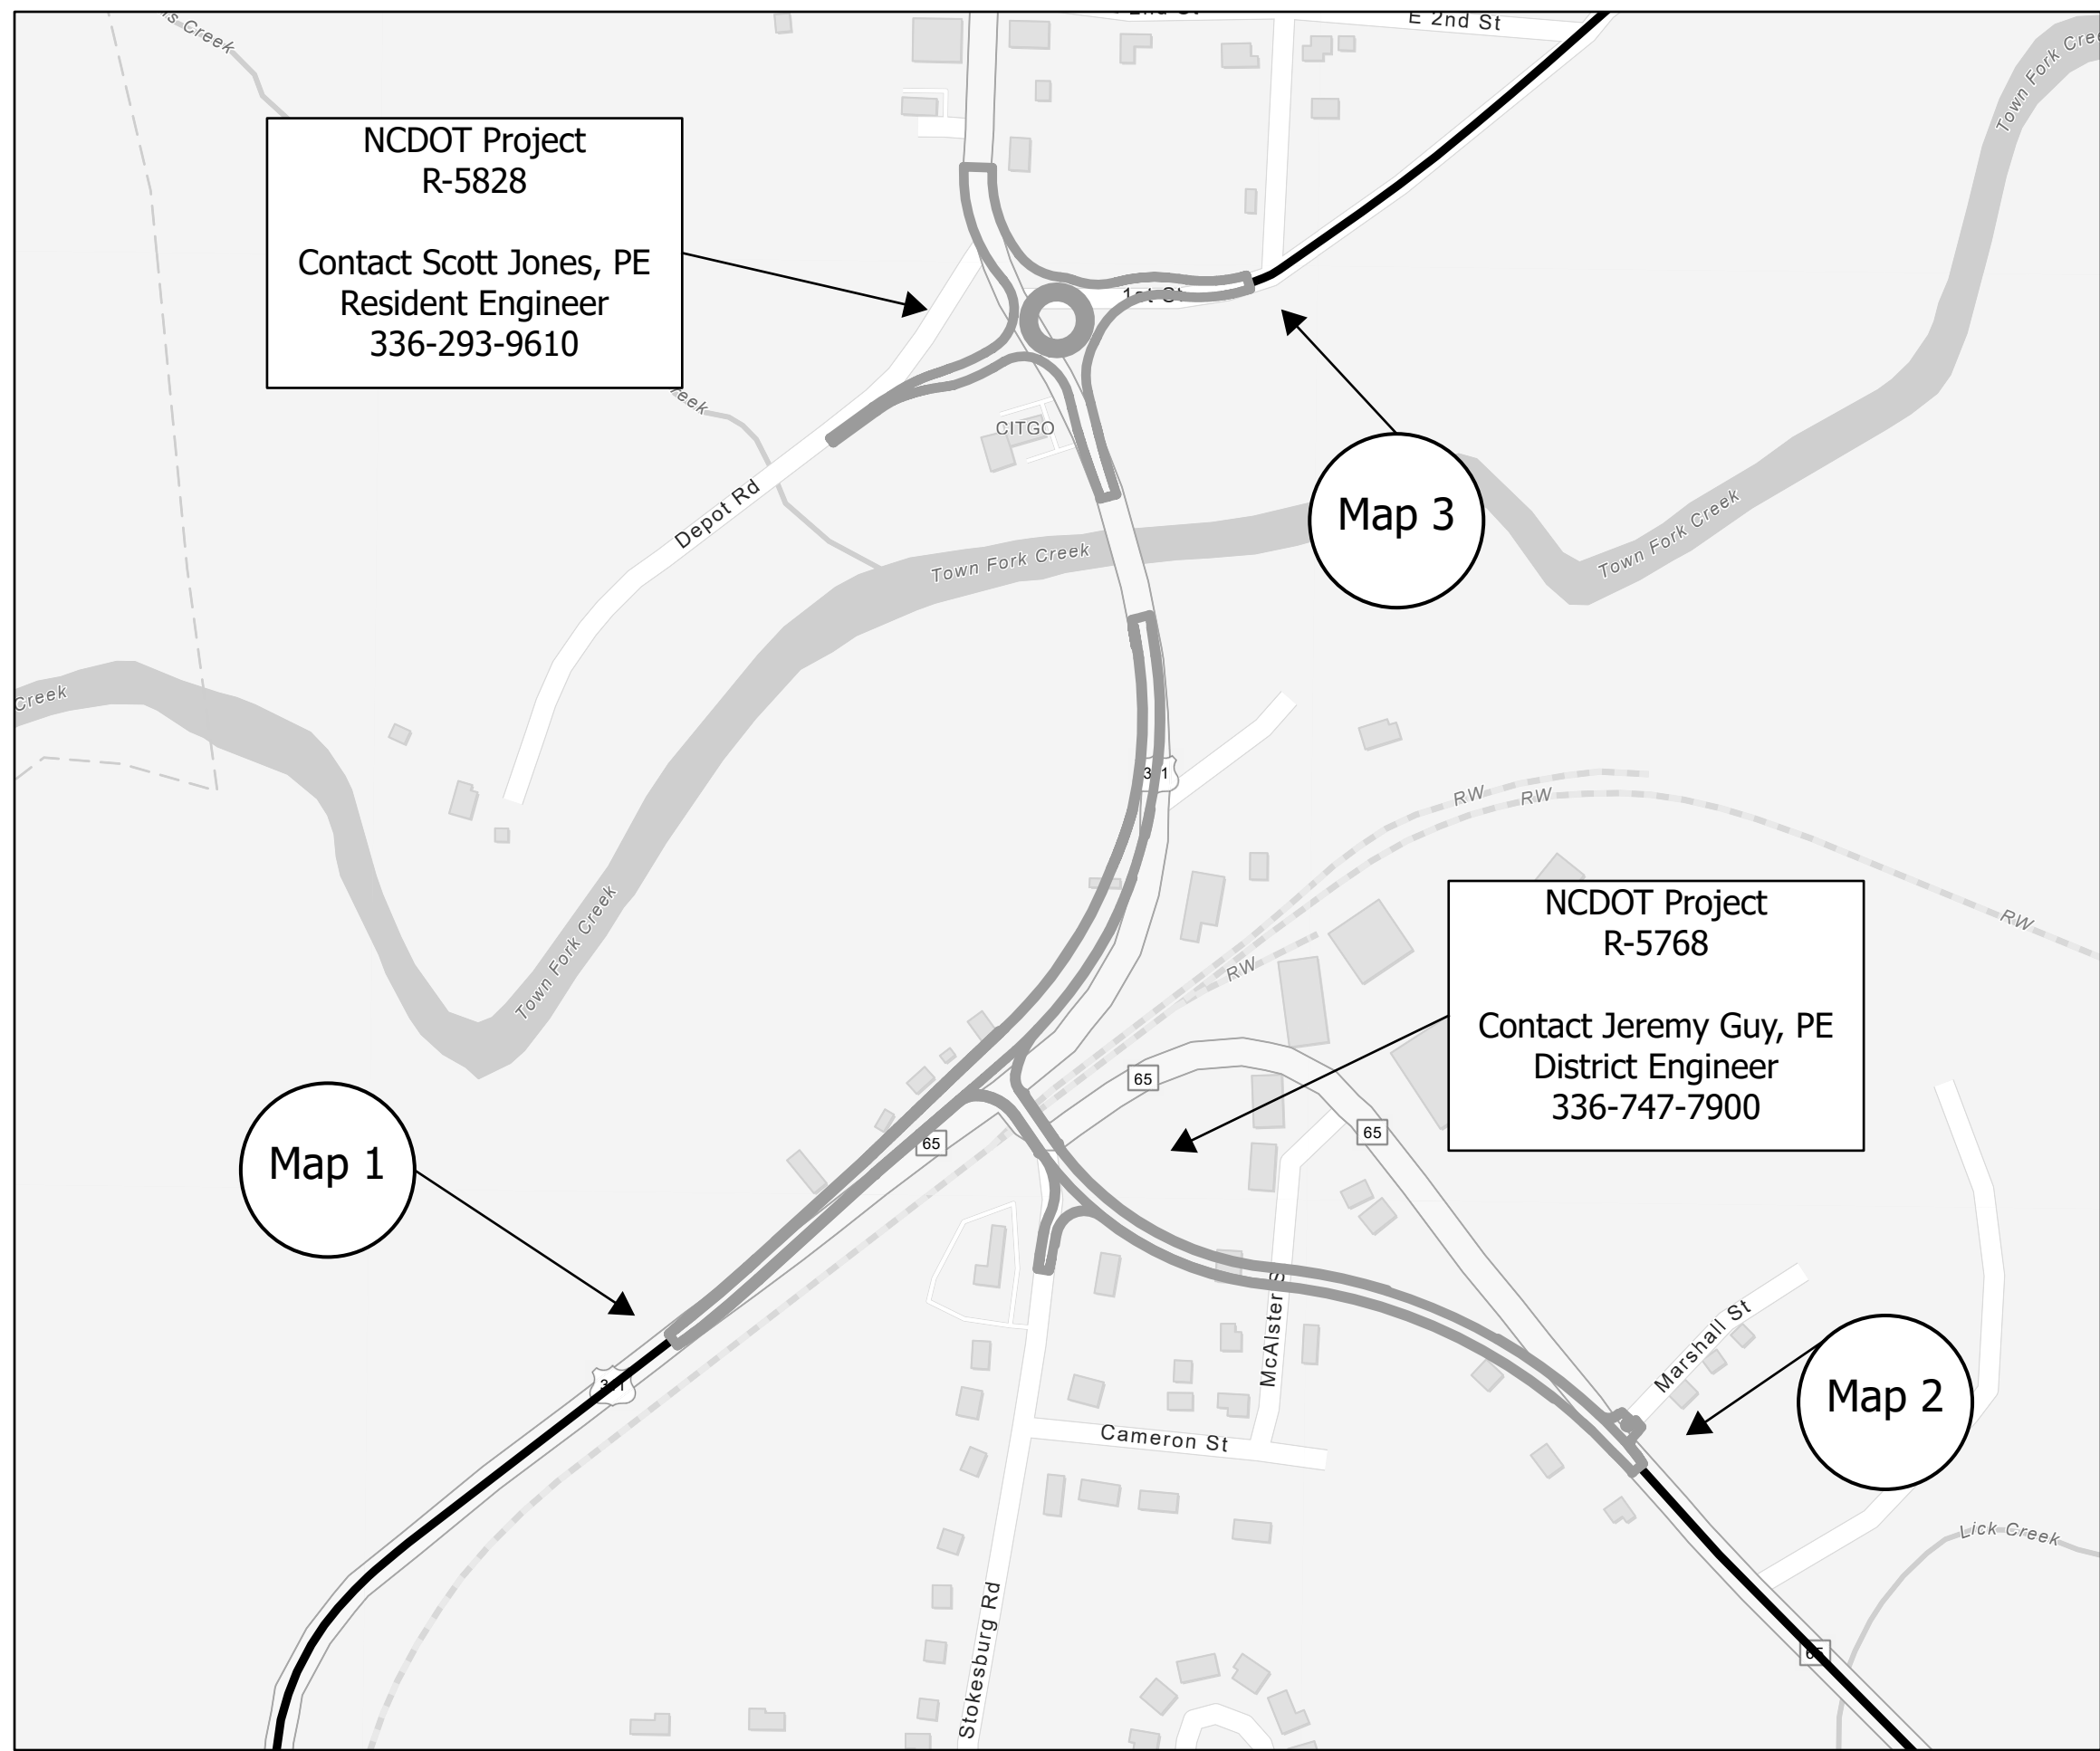 E 2nd St
Creek
Town Fork
NCDOT Project
R-5828
Contact Scott Jones, PE
Resident Engineer
336-293-9610
1st St
CITGO
Map 3
Depot Rd
Town Fork Creek
Town Fork Creek
Creek
RW
RW
NCDOT Project
R-5768
Contact Jeremy Guy, PE
District Engineer
336-747-7900
RW
RW
Town Fork Creek
65
65
65
Map 1
McAlster
Marshall St
Map 2
Cameron St
Lick Creek
Stokesburg Rd